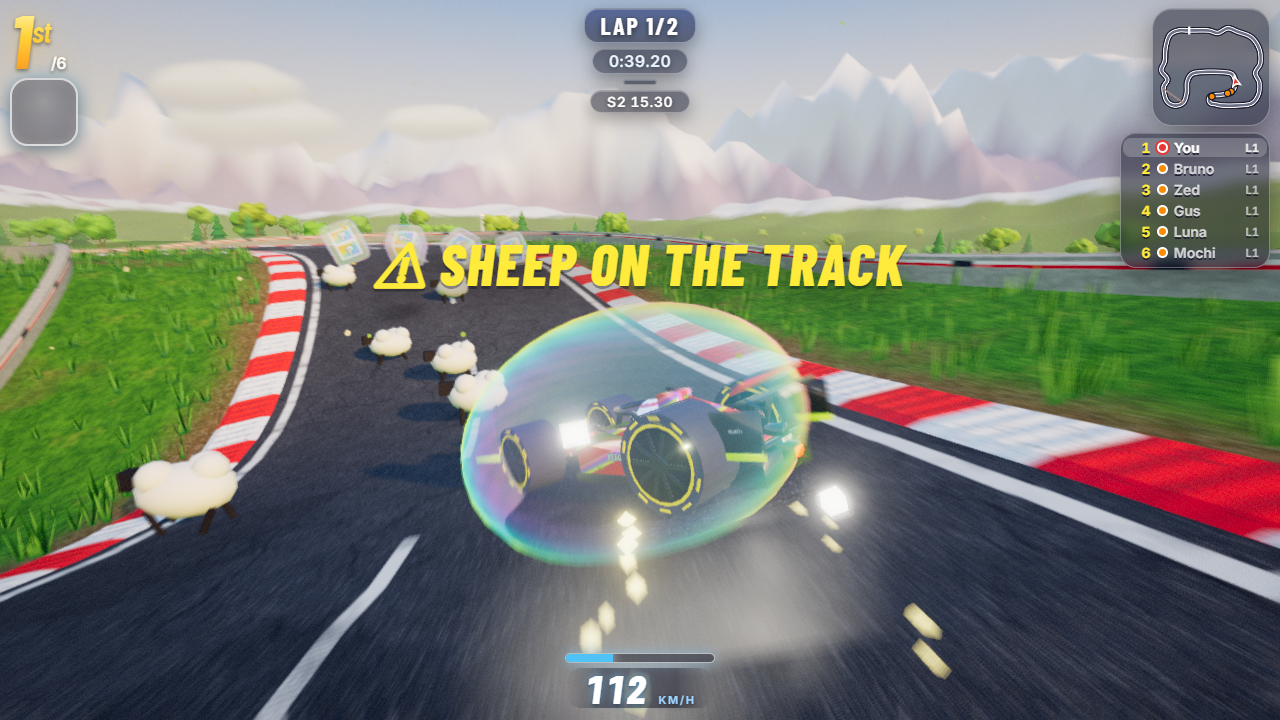 1st
/6
LAP 1/2
0:39.20
S2 15.30
1 You L1
2 Bruno L1
3 Zed L1
4 Gus L1
5 Luna L1
6 Mochi L1
⚠ SHEEP ON THE TRACK
112 KM/H